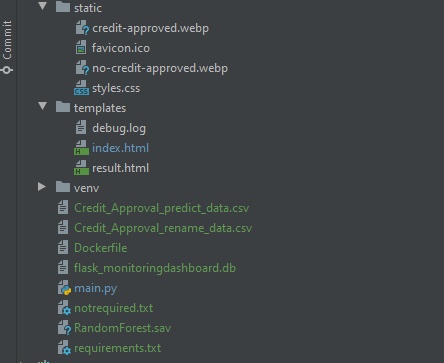 Commit
static
credit-approved.webp
favicon.ico
no-credit-approved.webp
styles.css
templates
debug.log
index.html
result.html
venv
Credit_Approval_predict_data.csv
Credit_Approval_rename_data.csv
Dockerfile
flask_monitoringdashboard.db
main.py
notrequired.txt
RandomForest.sav
requirements.txt